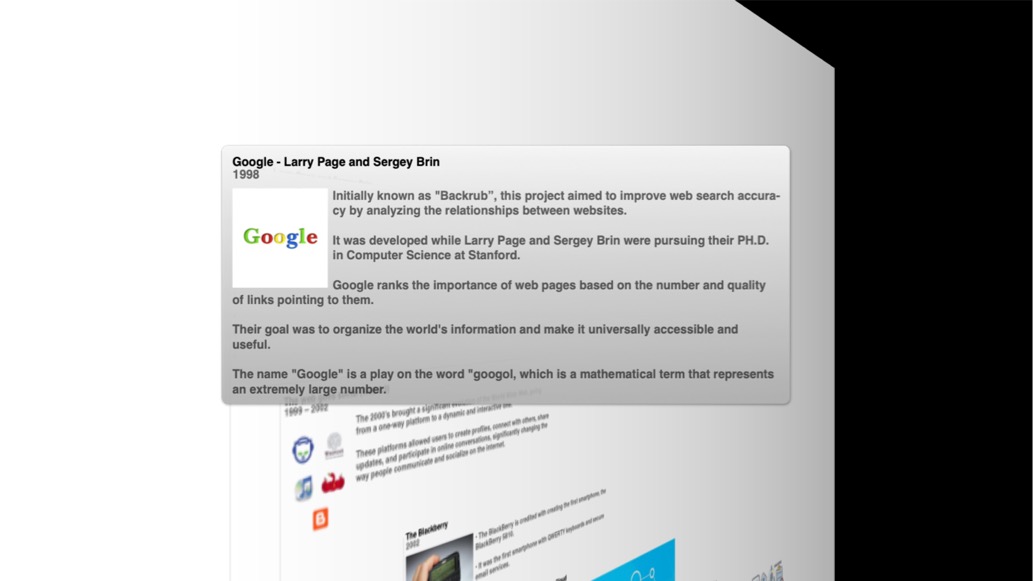 Google - Larry Page and Sergey Brin
1998
Google
Initially known as "Backrub", this project aimed to improve web search accura-
cy by analyzing the relationships between websites.
It was developed while Larry Page and Sergey Brin were pursuing their PH.D.
in Computer Science at Stanford.
Google ranks the importance of web pages based on the number and quality
of links pointing to them.
Their goal was to organize the world's information and make it universally accessible and
useful.
The name "Google" is a play on the word "googol, which is a mathematical term that represents
an extremely large number.
1999 – 2002
The 2000's brought a significant
from a one-way platform to a dynamic and interactive one.
These platforms allowed users to create profiles, connect with others, share
updates, and participate in online conversations, significantly changing the
way people communicate and socialize on the internet.
The BlackBerry
2002
- The BlackBerry is credited with creating the first smartphone, the
BlackBerry 5810.
- It was the first smartphone with QWERTY keyboards and secure
email services.